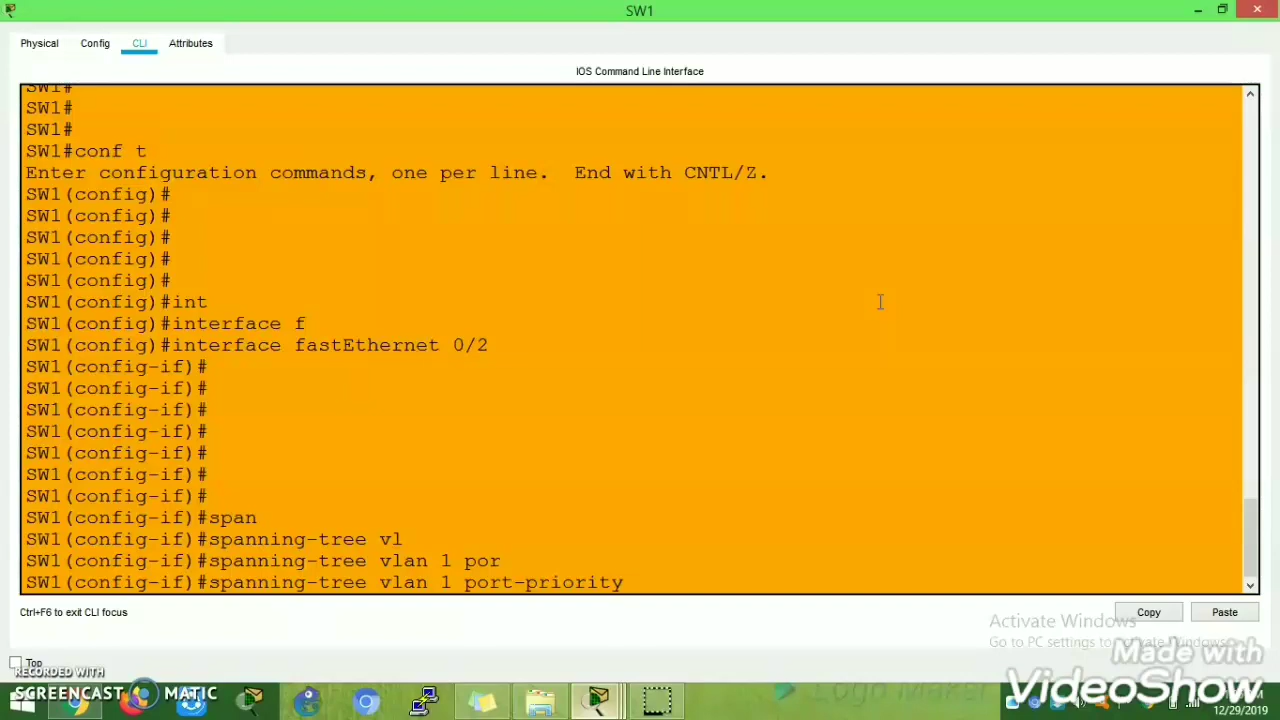 SW1
Physical Config CLI Attributes
IOS Command Line Interface
SW1#
SW1#
SW1#
SW1#conf t
Enter configuration commands, one per line.  End with CNTL/Z.
SW1(config)#
SW1(config)#
SW1(config)#
SW1(config)#
SW1(config)#
SW1(config)#int
SW1(config)#interface f
SW1(config)#interface fastEthernet 0/2
SW1(config-if)#
SW1(config-if)#
SW1(config-if)#
SW1(config-if)#
SW1(config-if)#
SW1(config-if)#
SW1(config-if)#
SW1(config-if)#span
SW1(config-if)#spanning-tree vl
SW1(config-if)#spanning-tree vlan 1 por
SW1(config-if)#spanning-tree vlan 1 port-priority
Ctrl+F6 to exit CLI focus
Copy Paste
Activate Windows
Go to PC settings to activate Windows.
Top
RECORDED WITH
SCREENCAST MATIC
Made with
VideoShow
12/29/2019